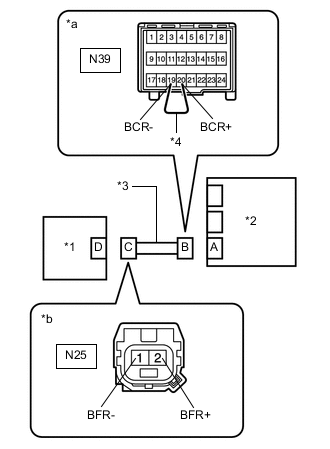 *a
N39
1 2 3 4 5 6 7 8
9 10 11 12 13 14 15 16
17 18 19 20 21 22 23 24
BCR- BCR+
*4
*3
*1 D C B A *2
*b
N25
1 2
BFR- BFR+